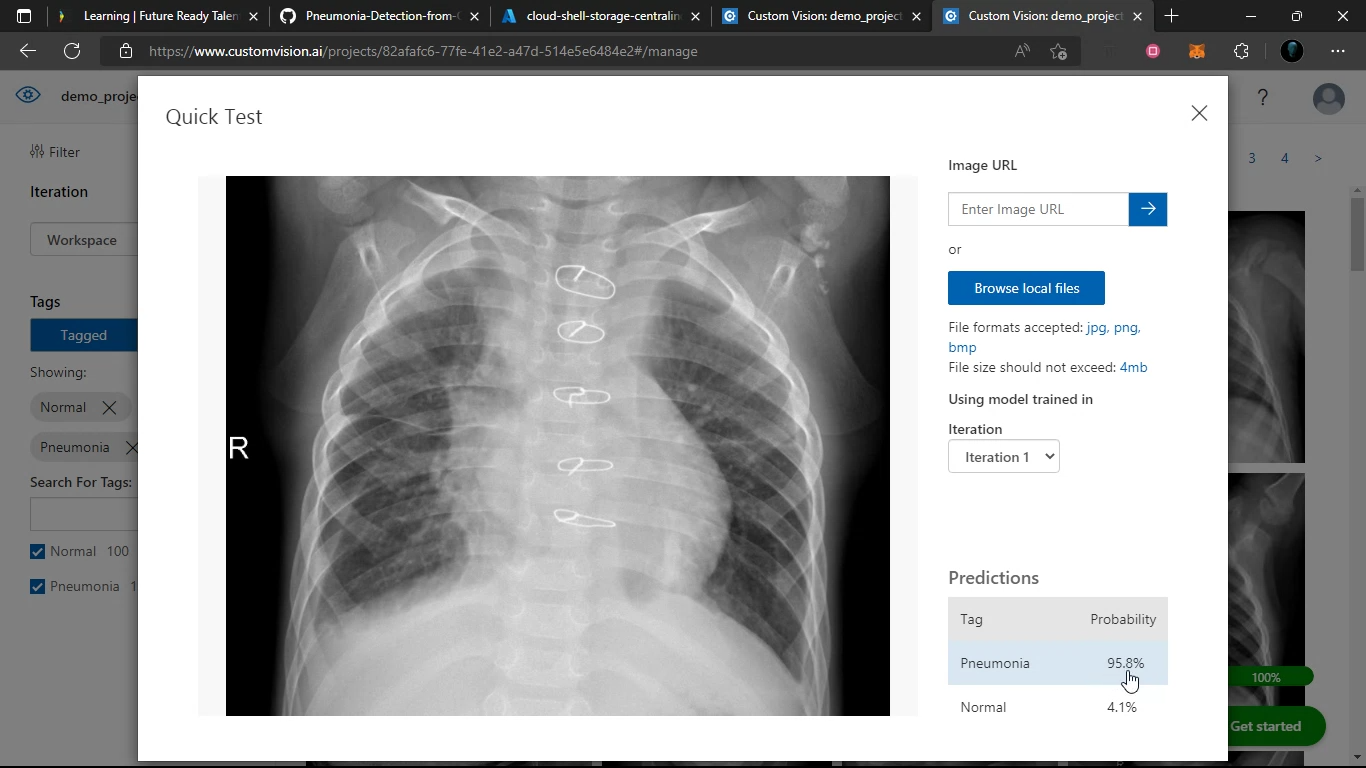 Learning | Future Ready Talen
Pneumonia-Detection-from-C
cloud-shell-storage-centralin
Custom Vision: demo_project
Custom Vision: demo_project
https://www.customvision.ai/projects/82afafc6-77fe-41e2-a47d-514e5e6484e2#/manage
demo_proje
?
Filter
Iteration
Workspace
Tags
Tagged
Showing:
Normal
Pneumonia
Search For Tags:
Normal 100
Pneumonia 1
Quick Test
R
Image URL
Enter Image URL
or
Browse local files
File formats accepted: jpg, png,
bmp
File size should not exceed: 4mb
Using model trained in
Iteration
Iteration 1
Predictions
Tag Probability
Pneumonia 95.8%
Normal 4.1%
3 4 >
100%
Get started